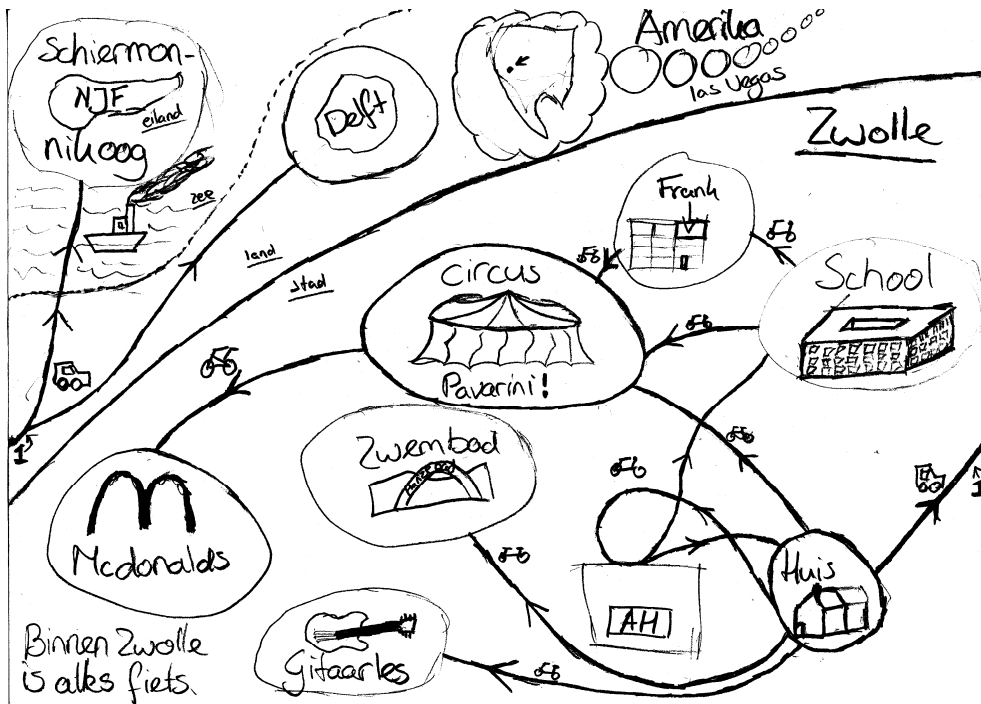 Schiermon-
NJF
eiland
nikoog
zee
Delft
Amerika
las Vegas
Zwolle
land
stad
Frank
School
circus
Pavarini!
1
Zwembad
Mcdonalds
AH
Huis
1
Gitaarles
Binnen Zwolle
is alles fiets.